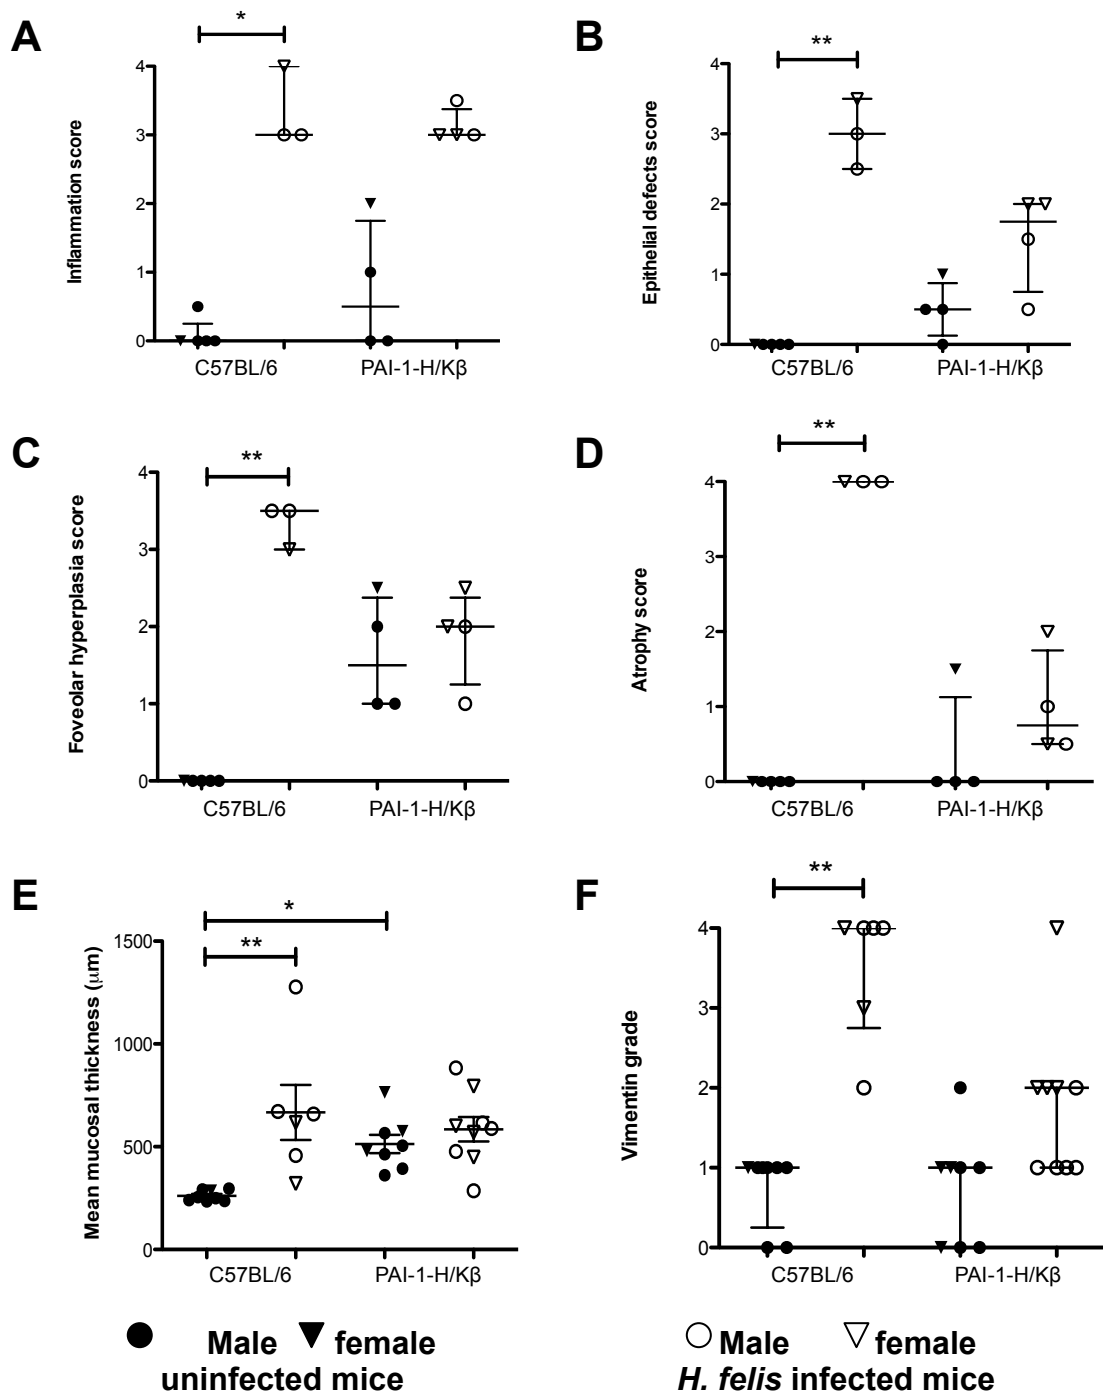 A
*
Inflammation score
4
3
2
1
0
C57BL/6 PAI-1-H/Kβ
B
**
Epithelial defects score
4
3
2
1
0
C57BL/6 PAI-1-H/Kβ
C
**
Foveolar hyperplasia score
4
3
2
1
0
C57BL/6 PAI-1-H/Kβ
D
**
Atrophy score
4
3
2
1
0
C57BL/6 PAI-1-H/Kβ
E
*
**
Mean mucosal thickness (μm)
1500
1000
500
0
C57BL/6 PAI-1-H/Kβ
F
**
Vimentin grade
4
3
2
1
0
C57BL/6 PAI-1-H/Kβ
Male female
uninfected mice
Male female
H. felis infected mice